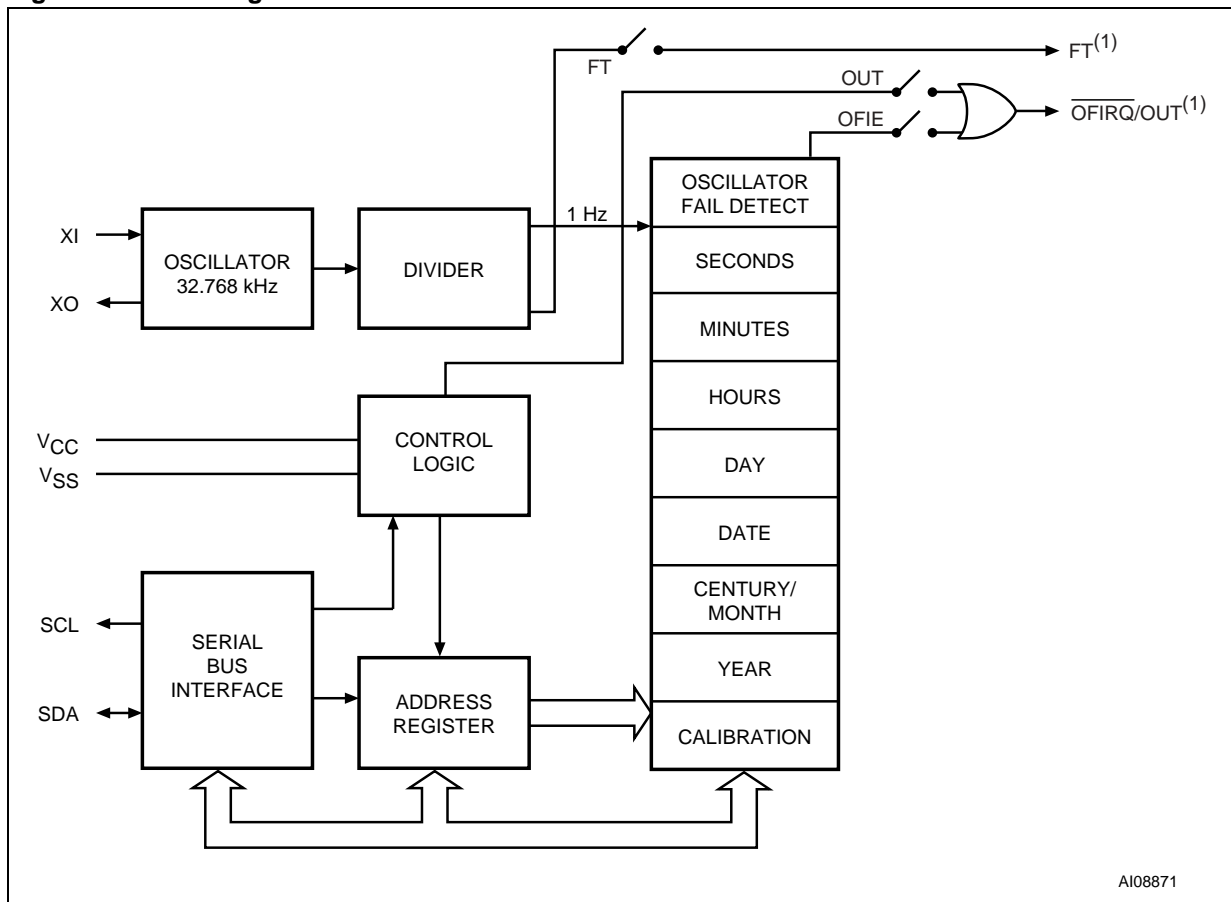 FT
FT(1)
OUT
OFIE
OFIRQ/OUT(1)
OSCILLATOR
FAIL DETECT
1 Hz
XI
XO
OSCILLATOR
32.768 kHz
DIVIDER
SECONDS
MINUTES
HOURS
VCC
VSS
CONTROL
LOGIC
DAY
DATE
CENTURY/
MONTH
SCL
SDA
SERIAL
BUS
INTERFACE
ADDRESS
REGISTER
YEAR
CALIBRATION
AI08871